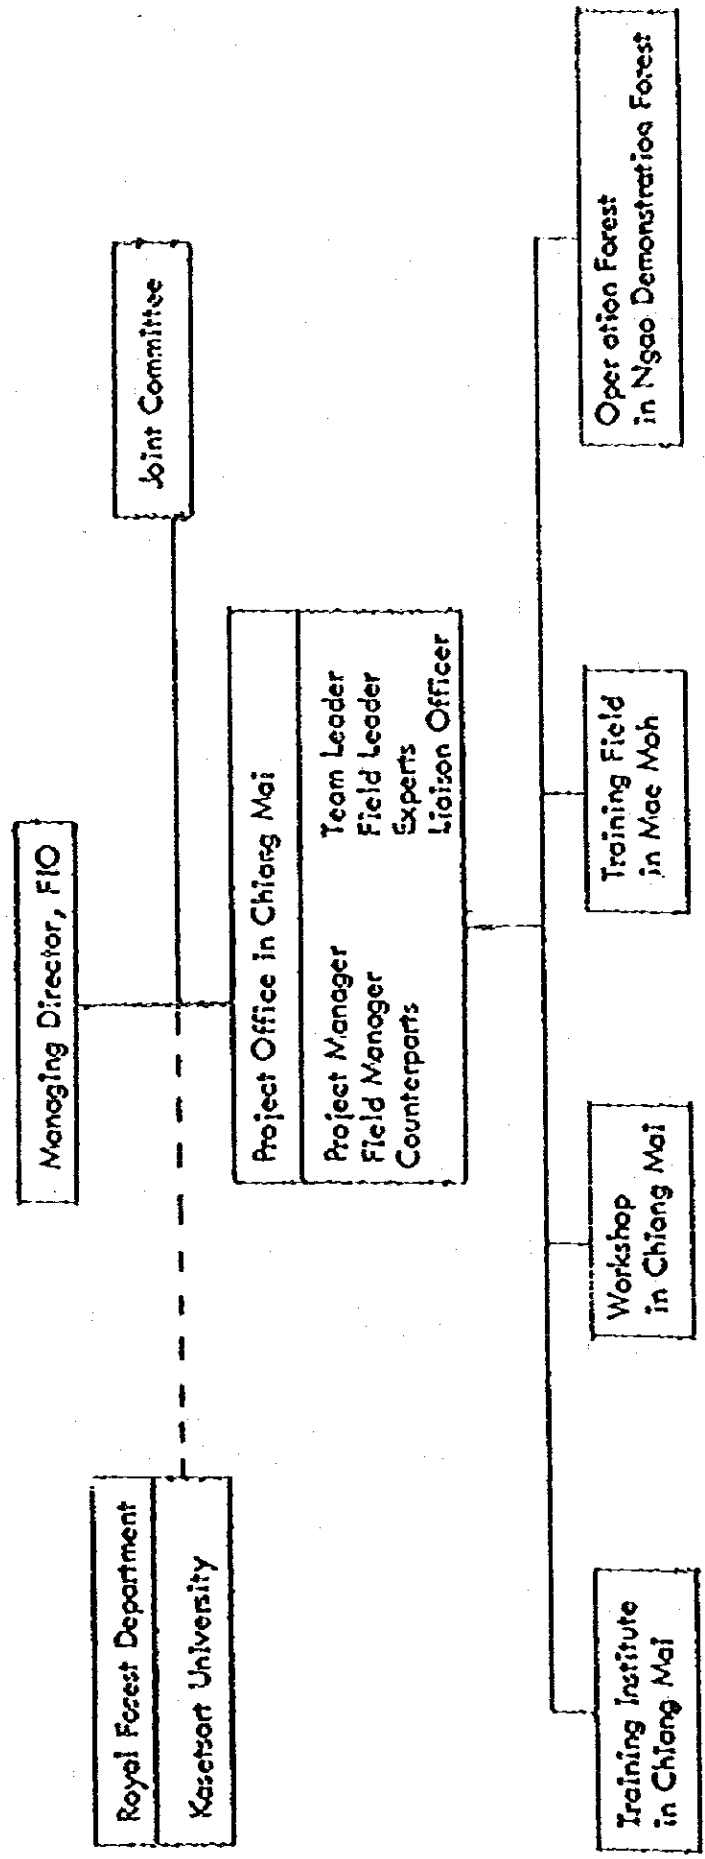 Managing Director, FIO
Royal Forest Department
Kasetsart University
Joint Committee
Project Office in Chiang Mai
Project Manager
Field Manager
Counterparts
Team Leader
Field Leader
Experts
Liaison Officer
Training Institute
in Chiang Mai
Workshop
in Chiang Mai
Training Field
in Mae Moh
Operation Forest
in Ngao Demonstration Forest